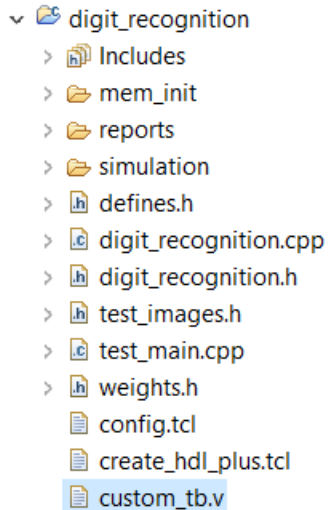 digit_recognition
Includes
mem_init
reports
simulation
defines.h
digit_recognition.cpp
digit_recognition.h
test_images.h
test_main.cpp
weights.h
config.tcl
create_hdl_plus.tcl
custom_tb.v